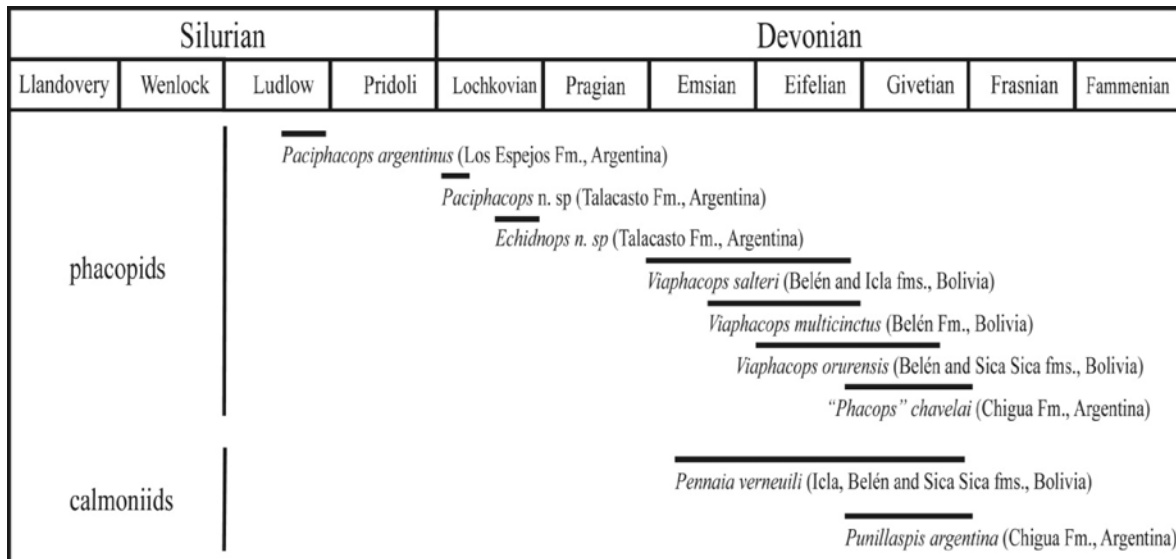 Silurian Devonian
Llandovery Wenlock Ludlow Pridoli Lochkovian Pragian Emsian Eifelian Givetian Frasnian Fammenian
Paciphacops argentinus (Los Espejos Fm., Argentina)
Paciphacops n. sp (Talacasto Fm., Argentina)
Echidnops n. sp (Talacasto Fm., Argentina)
phacopids
Viaphacops salteri (Belén and Icla fms., Bolivia)
Viaphacops multicinctus (Belén Fm., Bolivia)
Viaphacops orurensis (Belén and Sica Sica fms., Bolivia)
“Phacops” chavelai (Chigua Fm., Argentina)
Pennaia verneuili (Icla, Belén and Sica Sica fms., Bolivia)
calmoniids
Punillaspis argentina (Chigua Fm., Argentina)